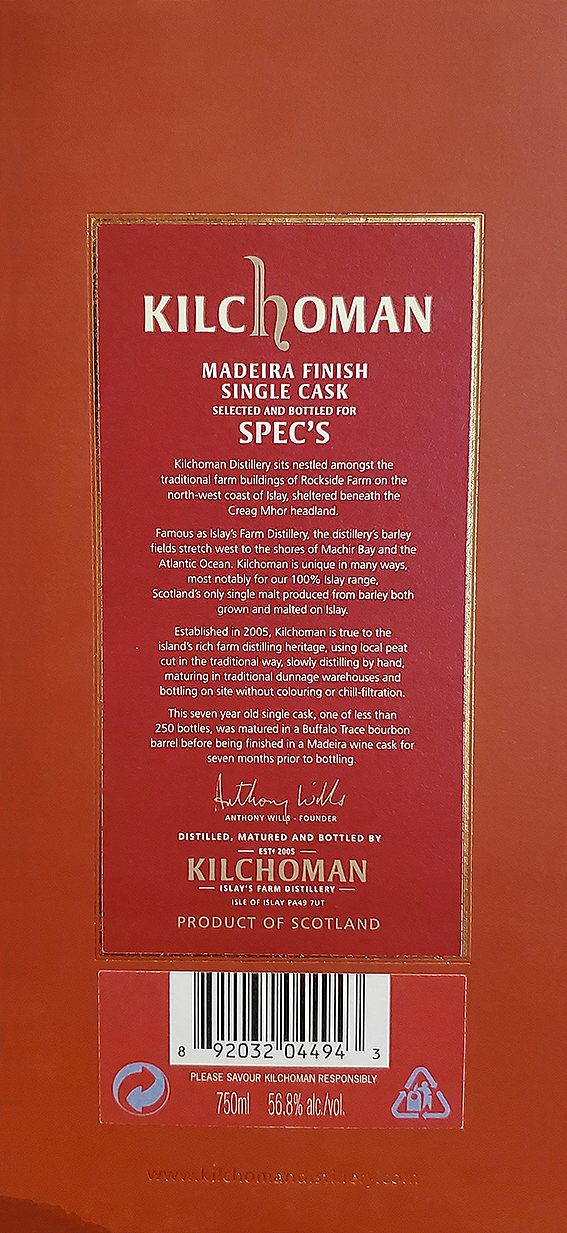 KILCHOMAN
MADEIRA FINISH
SINGLE CASK
SELECTED AND BOTTLED FOR
SPEC'S
Kilchoman Distillery sits nestled amongst the
traditional farm buildings of Rockside Farm on the
north-west coast of Islay, sheltered beneath the
Creag Mhor headland.
Famous as Islay's Farm Distillery, the distillery's barley
fields stretch west to the shores of Machir Bay and the
Atlantic Ocean. Kilchoman is unique in many ways,
most notably for our 100% Islay range,
Scotland's only single malt produced from barley both
grown and malted on Islay.
Established in 2005, Kilchoman is true to the
island's rich farm distilling heritage, using local peat
cut in the traditional way, slowly distilling by hand,
maturing in traditional dunnage warehouses and
bottling on site without colouring or chill-filtration.
This seven year old single cask, one of less than
250 bottles, was matured in a Buffalo Trace bourbon
barrel before being finished in a Madeira wine cask for
seven months prior to bottling.
Anthony Wills
ANTHONY WILLS - FOUNDER
DISTILLED, MATURED AND BOTTLED BY
ESTD 2005
KILCHOMAN
ISLAY'S FARM DISTILLERY
ISLE OF ISLAY PA49 7UT
PRODUCT OF SCOTLAND
8 92032 04494 3
PLEASE SAVOUR KILCHOMAN RESPONSIBLY
750ml 56.8% alc./vol.
www.kilchomandistillery.com